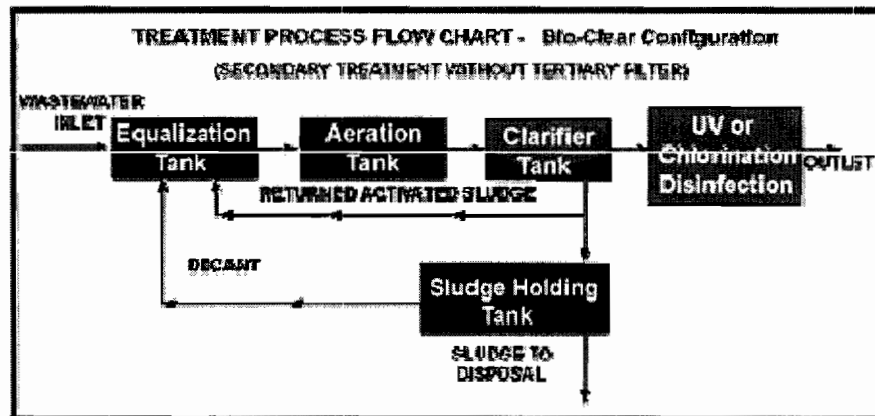 TREATMENT PROCESS FLOW CHART - Bio-Clear Configuration
(SECONDARY TREATMENT WITHOUT TERTIARY FILTER)
WASTEWATER
INLET
Equalization
Tank
Aeration
Tank
Clarifier
Tank
UV or
Chlorination
Disinfection
OUTLET
RETURNED ACTIVATED SLUDGE
DECANT
Sludge Holding
Tank
SLUDGE TO
DISPOSAL